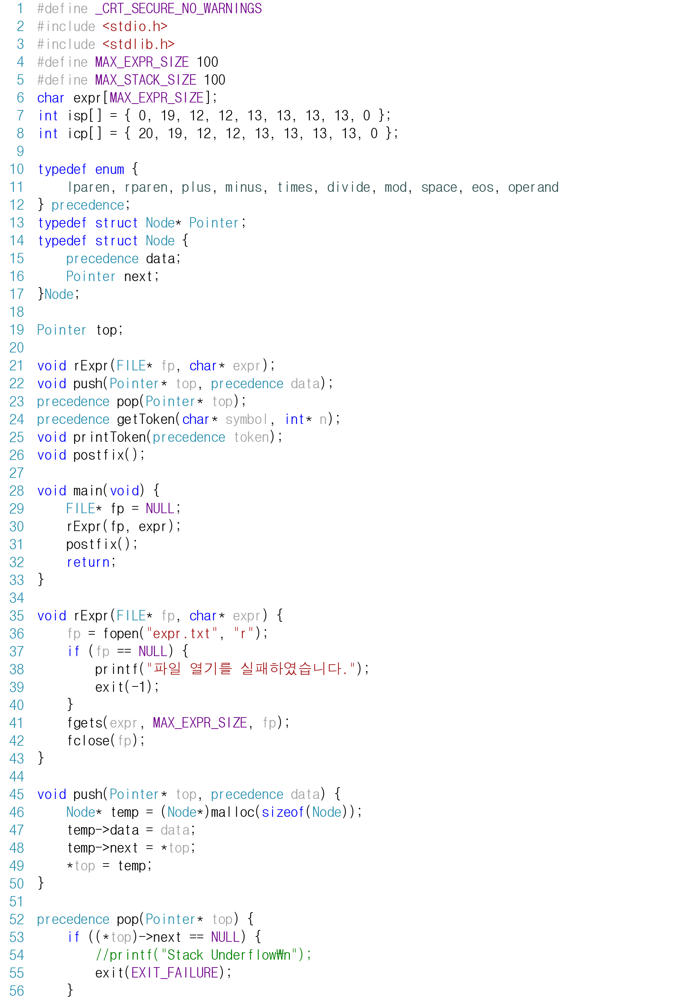 1 #define _CRT_SECURE_NO_WARNINGS
2 #include <stdio.h>
3 #include <stdlib.h>
4 #define MAX_EXPR_SIZE 100
5 #define MAX_STACK_SIZE 100
6 char expr[MAX_EXPR_SIZE];
7 int isp[] = { 0, 19, 12, 12, 13, 13, 13, 13, 0 };
8 int icp[] = { 20, 19, 12, 12, 13, 13, 13, 13, 0 };
9
10 typedef enum {
11     lparen, rparen, plus, minus, times, divide, mod, space, eos, operand
12 } precedence;
13 typedef struct Node* Pointer;
14 typedef struct Node {
15     precedence data;
16     Pointer next;
17 }Node;
18
19 Pointer top;
20
21 void rExpr(FILE* fp, char* expr);
22 void push(Pointer* top, precedence data);
23 precedence pop(Pointer* top);
24 precedence getToken(char* symbol, int* n);
25 void printToken(precedence token);
26 void postfix();
27
28 void main(void) {
29     FILE* fp = NULL;
30     rExpr(fp, expr);
31     postfix();
32     return;
33 }
34
35 void rExpr(FILE* fp, char* expr) {
36     fp = fopen("expr.txt", "r");
37     if (fp == NULL) {
38         printf("파일 열기를 실패하였습니다.");
39         exit(-1);
40     }
41     fgets(expr, MAX_EXPR_SIZE, fp);
42     fclose(fp);
43 }
44
45 void push(Pointer* top, precedence data) {
46     Node* temp = (Node*)malloc(sizeof(Node));
47     temp->data = data;
48     temp->next = *top;
49     *top = temp;
50 }
51
52 precedence pop(Pointer* top) {
53     if ((*top)->next == NULL) {
54         //printf("Stack Underflow₩n");
55         exit(EXIT_FAILURE);
56     }